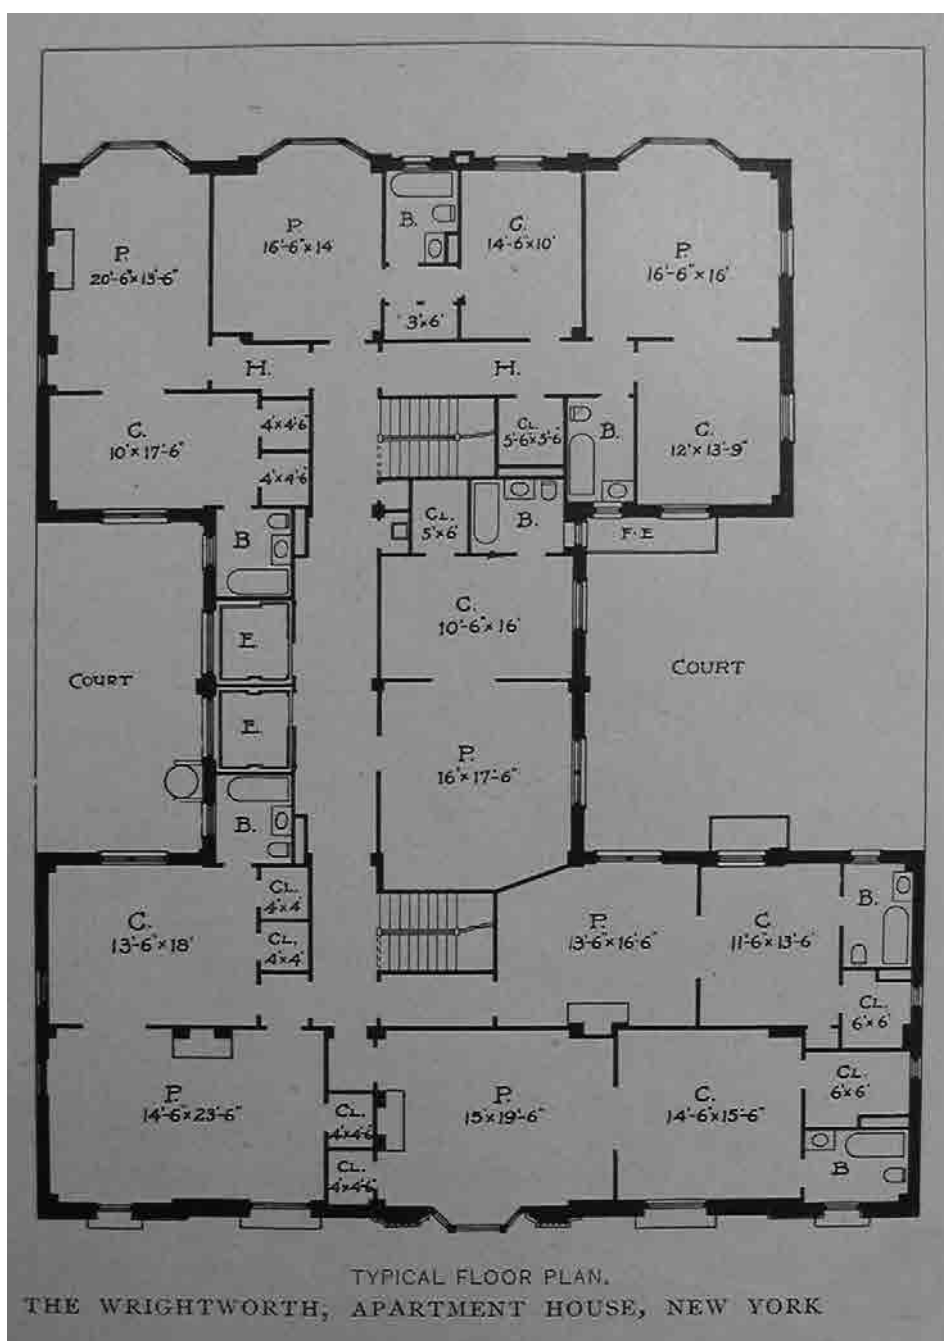 P.
20'-6"x13'-6"
P.
16'-6"x14'
B.
C.
14'-6"x10'
P.
16'-6"x16'
3'x6'
H.
H.
C.
10'x17'-6"
4'x4'-6"
4'x4'-6"
CL.
5'-6"x5'-6"
B.
C.
12'x13'-9"
B
CL.
5'x6'
B.
F.E
C.
10'-6"x16'
E.
COURT
COURT
E.
P.
16'x17'-6"
B.
C.
13'-6"x18'
CL.
4'x4'
CL.
4'x4'
P.
13'-6"x16'-6"
C.
11'-6"x13'-6"
B.
CL.
6'x6'
P.
14'-6"x23'-6"
CL.
4'x4'-6"
CL.
4'x4'-6"
P.
15'x19'-6"
C.
14'-6"x15'-6"
CL.
6'x6'
B
TYPICAL FLOOR PLAN.
THE WRIGHTWORTH, APARTMENT HOUSE, NEW YORK